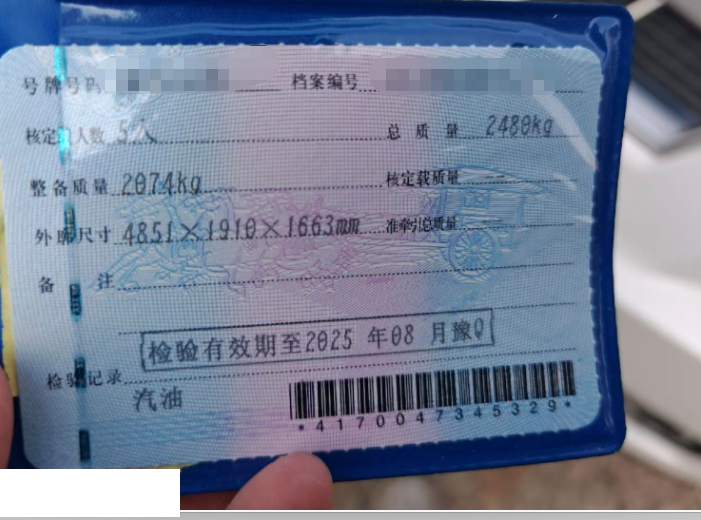 号牌号码 档案编号
核定 人数 5人 总质量 2480kg
整备质量 2074kg 核定载质量 --
外廓尺寸 4851×1910×1663mm 准牵引总质量 --
备注
检验有效期至2025年08月豫Q
检验记录
汽油
*4170047345329*